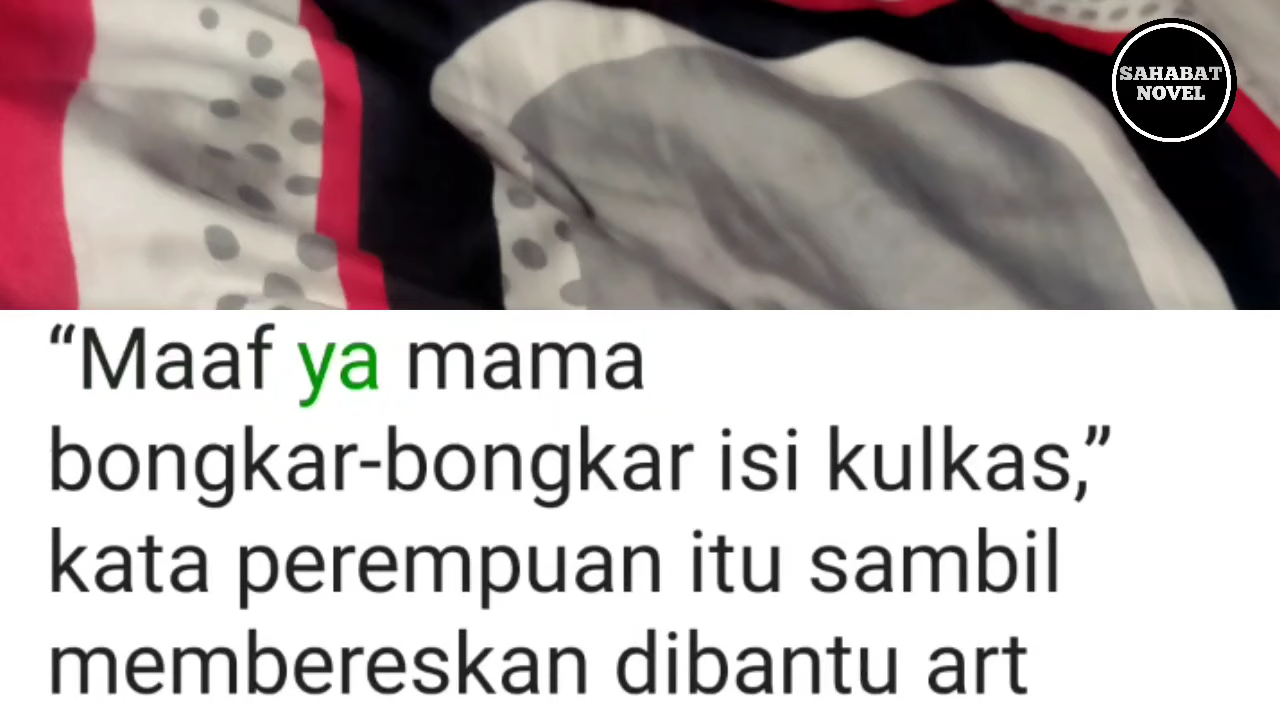 SAHABAT
NOVEL
“Maaf ya mama
bongkar-bongkar isi kulkas,”
kata perempuan itu sambil
membereskan dibantu art